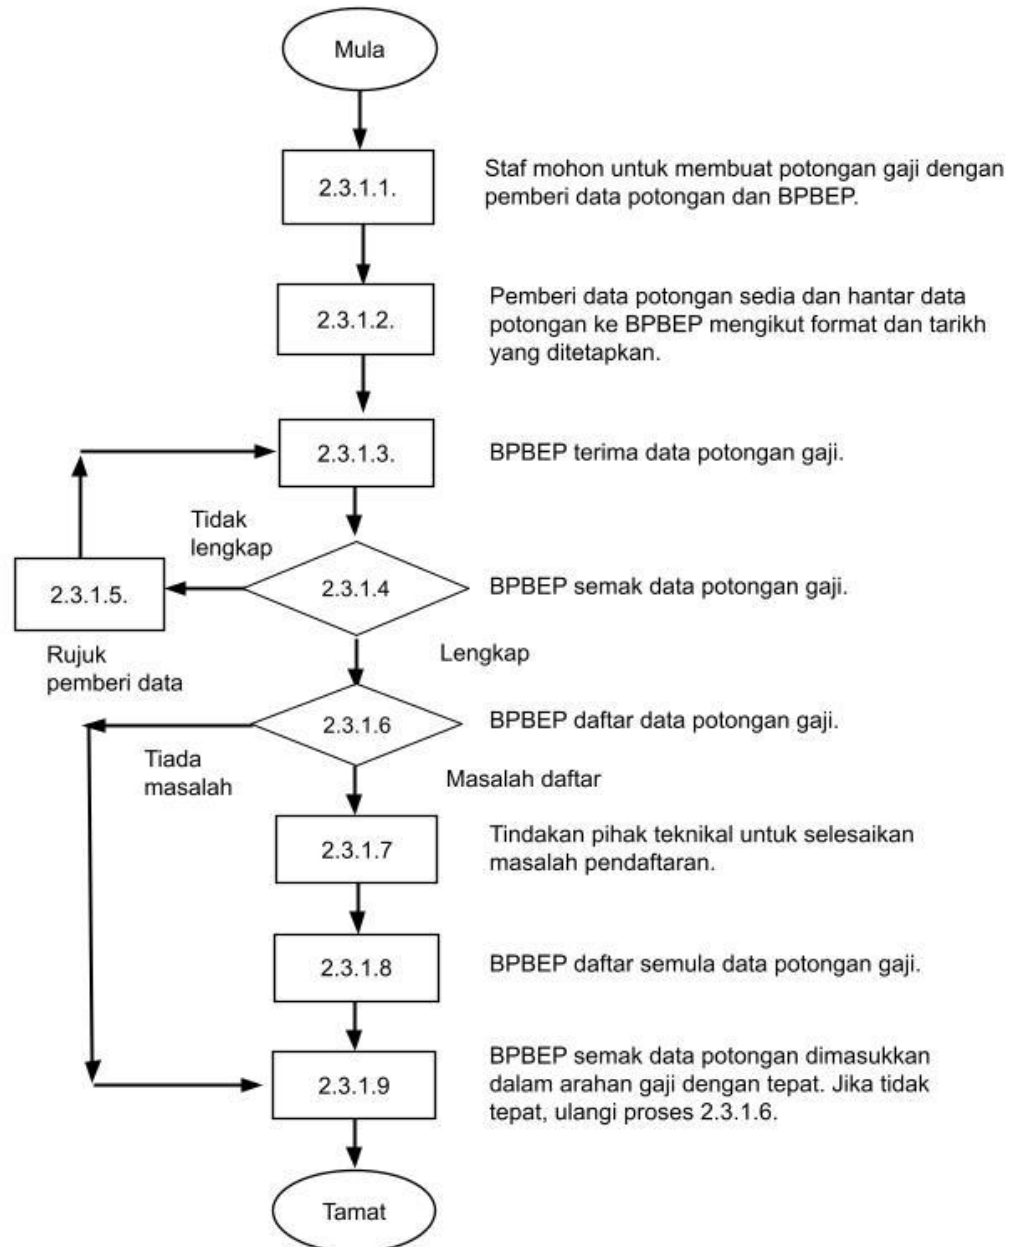 Mula
2.3.1.1.
Staf mohon untuk membuat potongan gaji dengan
pemberi data potongan dan BPBEP.
2.3.1.2.
Pemberi data potongan sedia dan hantar data
potongan ke BPBEP mengikut format dan tarikh
yang ditetapkan.
2.3.1.3.
BPBEP terima data potongan gaji.
Tidak
lengkap
2.3.1.5.
2.3.1.4
BPBEP semak data potongan gaji.
Rujuk
pemberi data
Lengkap
2.3.1.6
BPBEP daftar data potongan gaji.
Tiada
masalah
Masalah daftar
2.3.1.7
Tindakan pihak teknikal untuk selesaikan
masalah pendaftaran.
2.3.1.8
BPBEP daftar semula data potongan gaji.
2.3.1.9
BPBEP semak data potongan dimasukkan
dalam arahan gaji dengan tepat. Jika tidak
tepat, ulangi proses 2.3.1.6.
Tamat